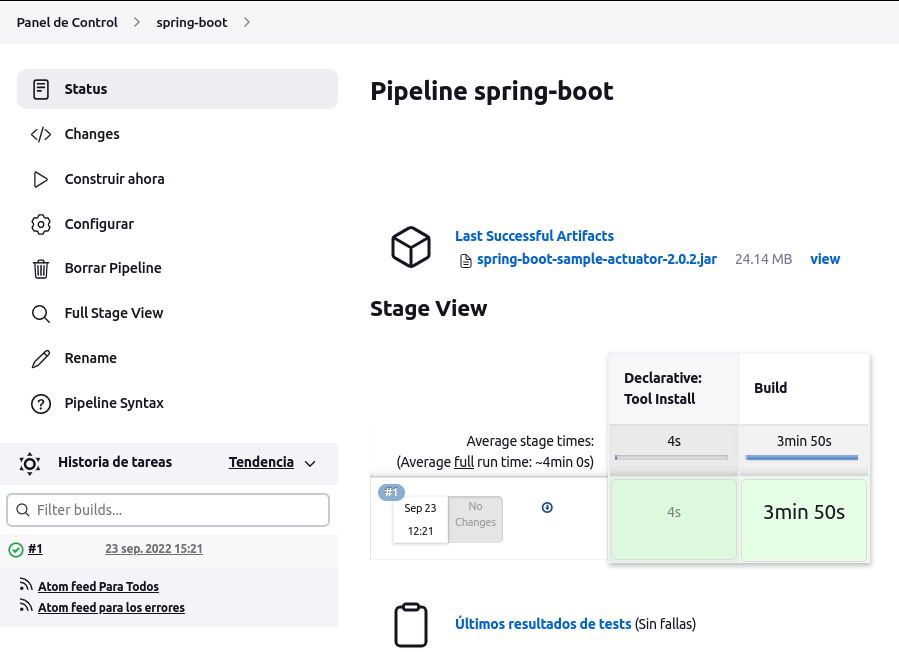 Panel de Control
spring-boot
Status
Changes
Construir ahora
Configurar
Borrar Pipeline
Full Stage View
Rename
Pipeline Syntax
Historia de tareas
Tendencia
Filter builds...
#1
23 sep. 2022 15:21
Atom feed Para Todos
Atom feed para los errores
Pipeline spring-boot
Last Successful Artifacts
spring-boot-sample-actuator-2.0.2.jar 24.14 MB view
Stage View
Declarative:
Tool Install
Build
Average stage times:
(Average full run time: ~4min 0s)
4s
3min 50s
#1
Sep 23
12:21
No
Changes
4s
3min 50s
Últimos resultados de tests (Sin fallas)